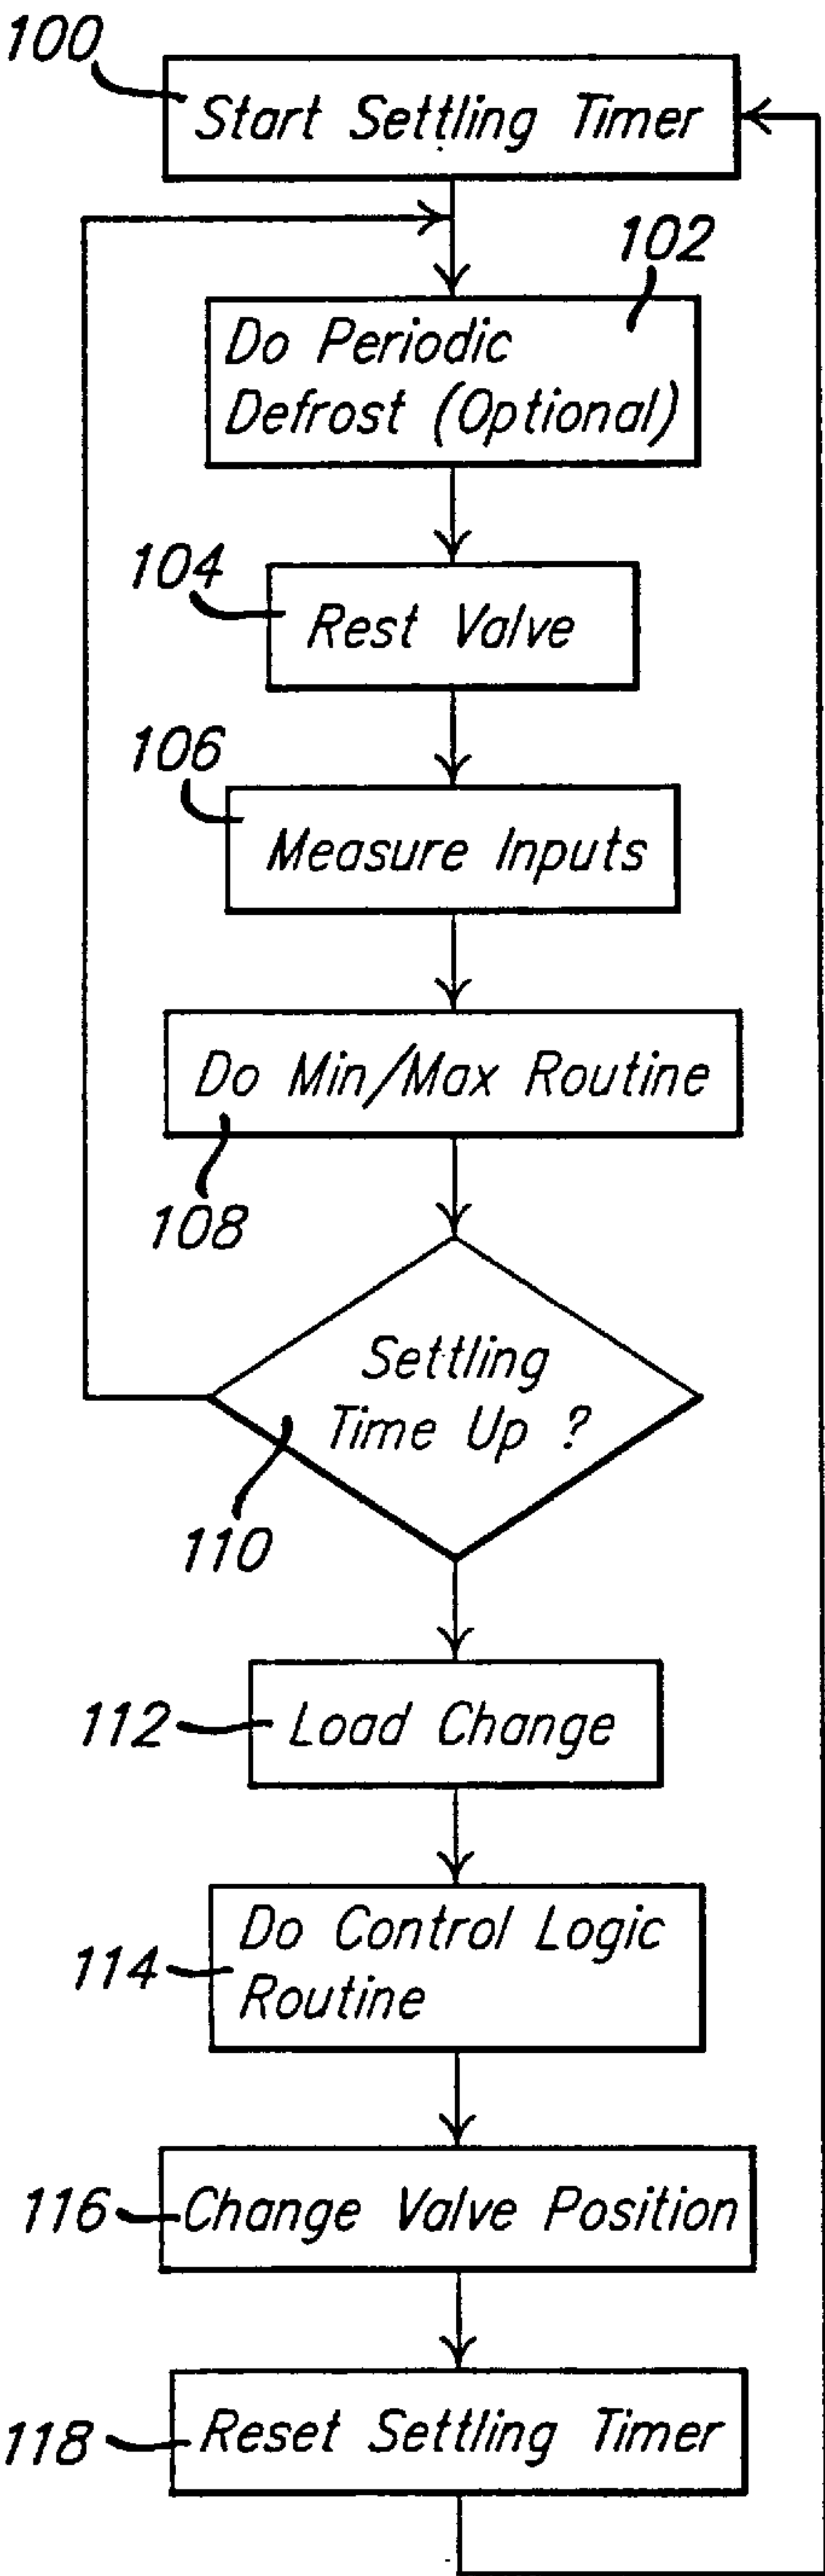 100
Start Settling Timer
102
Do Periodic
Defrost (Optional)
104
Rest Valve
106
Measure Inputs
Do Min/Max Routine
108
Settling
Time Up ?
110
112
Load Change
Do Control Logic
114
Routine
116
Change Valve Position
118
Reset Settling Timer